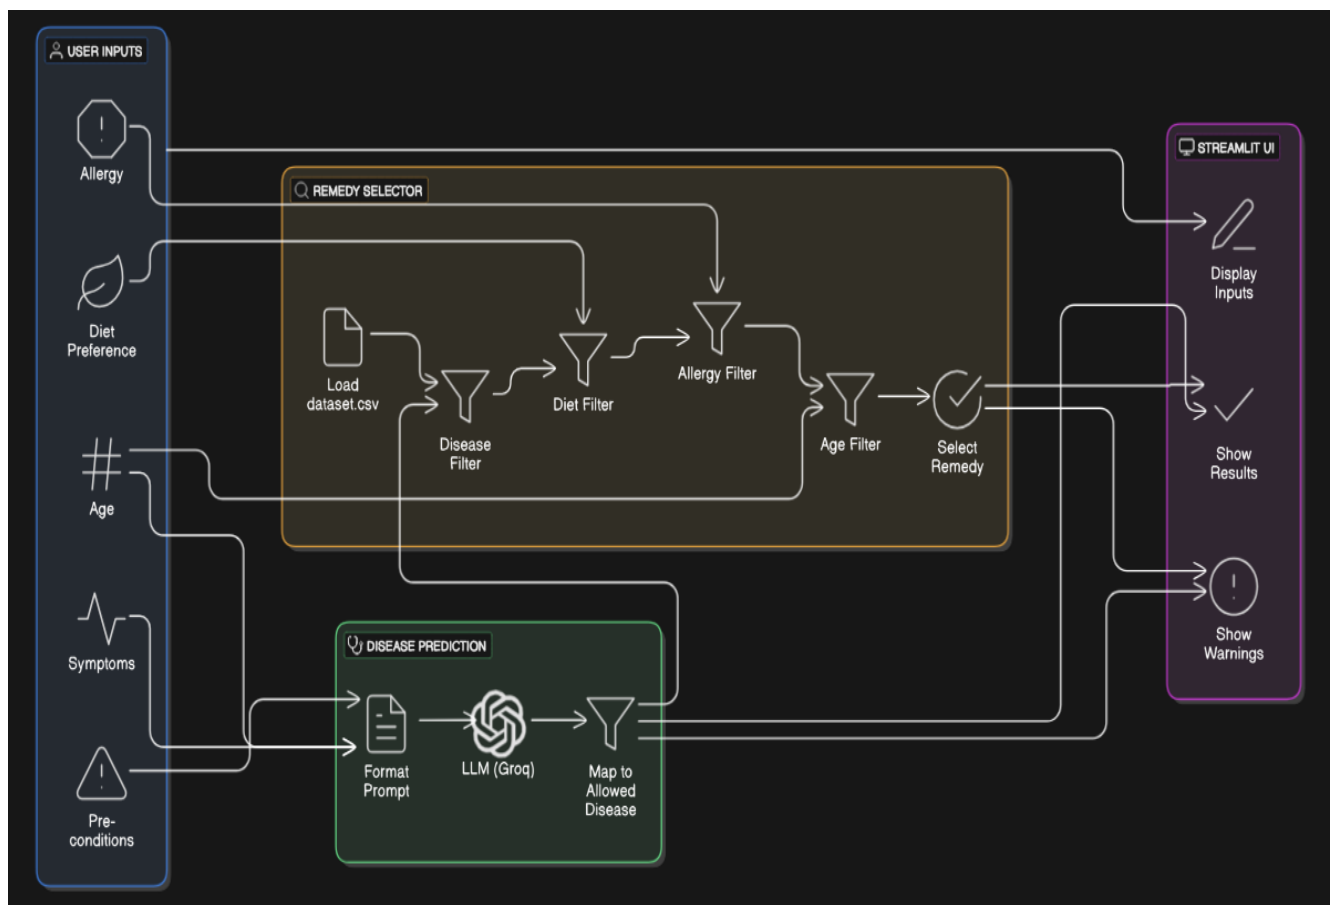 USER INPUTS
Allergy
Diet
Preference
Age
Symptoms
Pre-
conditions
REMEDY SELECTOR
Load
dataset.csv
Disease
Filter
Diet Filter
Allergy Filter
Age Filter
Select
Remedy
DISEASE PREDICTION
Format
Prompt
LLM (Groq)
Map to
Allowed
Disease
STREAMLIT UI
Display
Inputs
Show
Results
Show
Warnings